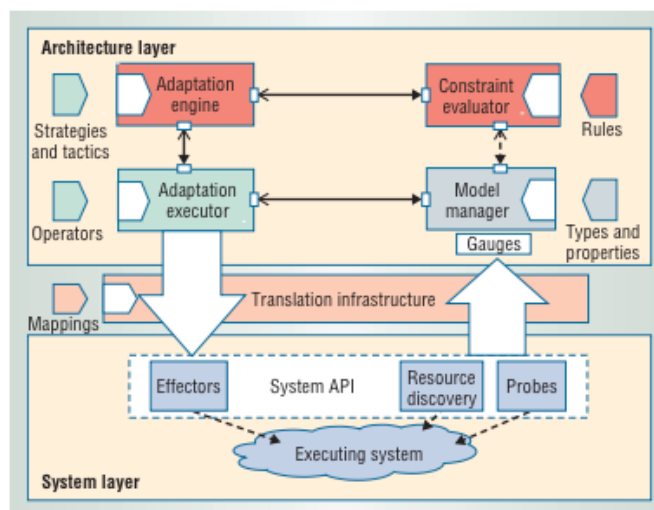 Architecture layer
Adaptation
engine
Constraint
evaluator
Strategies
and tactics
Rules
Adaptation
executor
Model
manager
Operators
Gauges
Types and
properties
Translation infrastructure
Mappings
Effectors
System API
Resource
discovery
Probes
Executing system
System layer